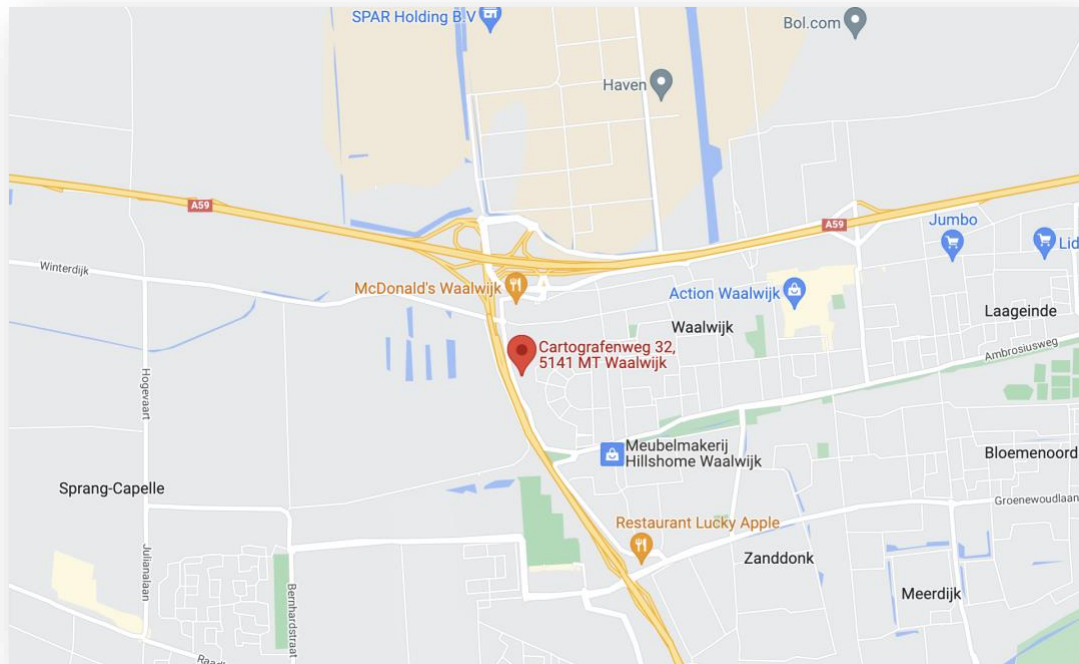 SPAR Holding B.V
Bol.com
Haven
A59
A59
Jumbo
Lid
Winterdijk
McDonald's Waalwijk
Action Waalwijk
Laageinde
Waalwijk
Cartografenweg 32,
5141 MT Waalwijk
Ambrosiusweg
Hogevaart
Meubelmakerij
Hillshome Waalwijk
Bloemenoord
Sprang-Capelle
Groenewoudlaan
Restaurant Lucky Apple
Zanddonk
Julianalaan
Bernhardstraat
Meerdijk